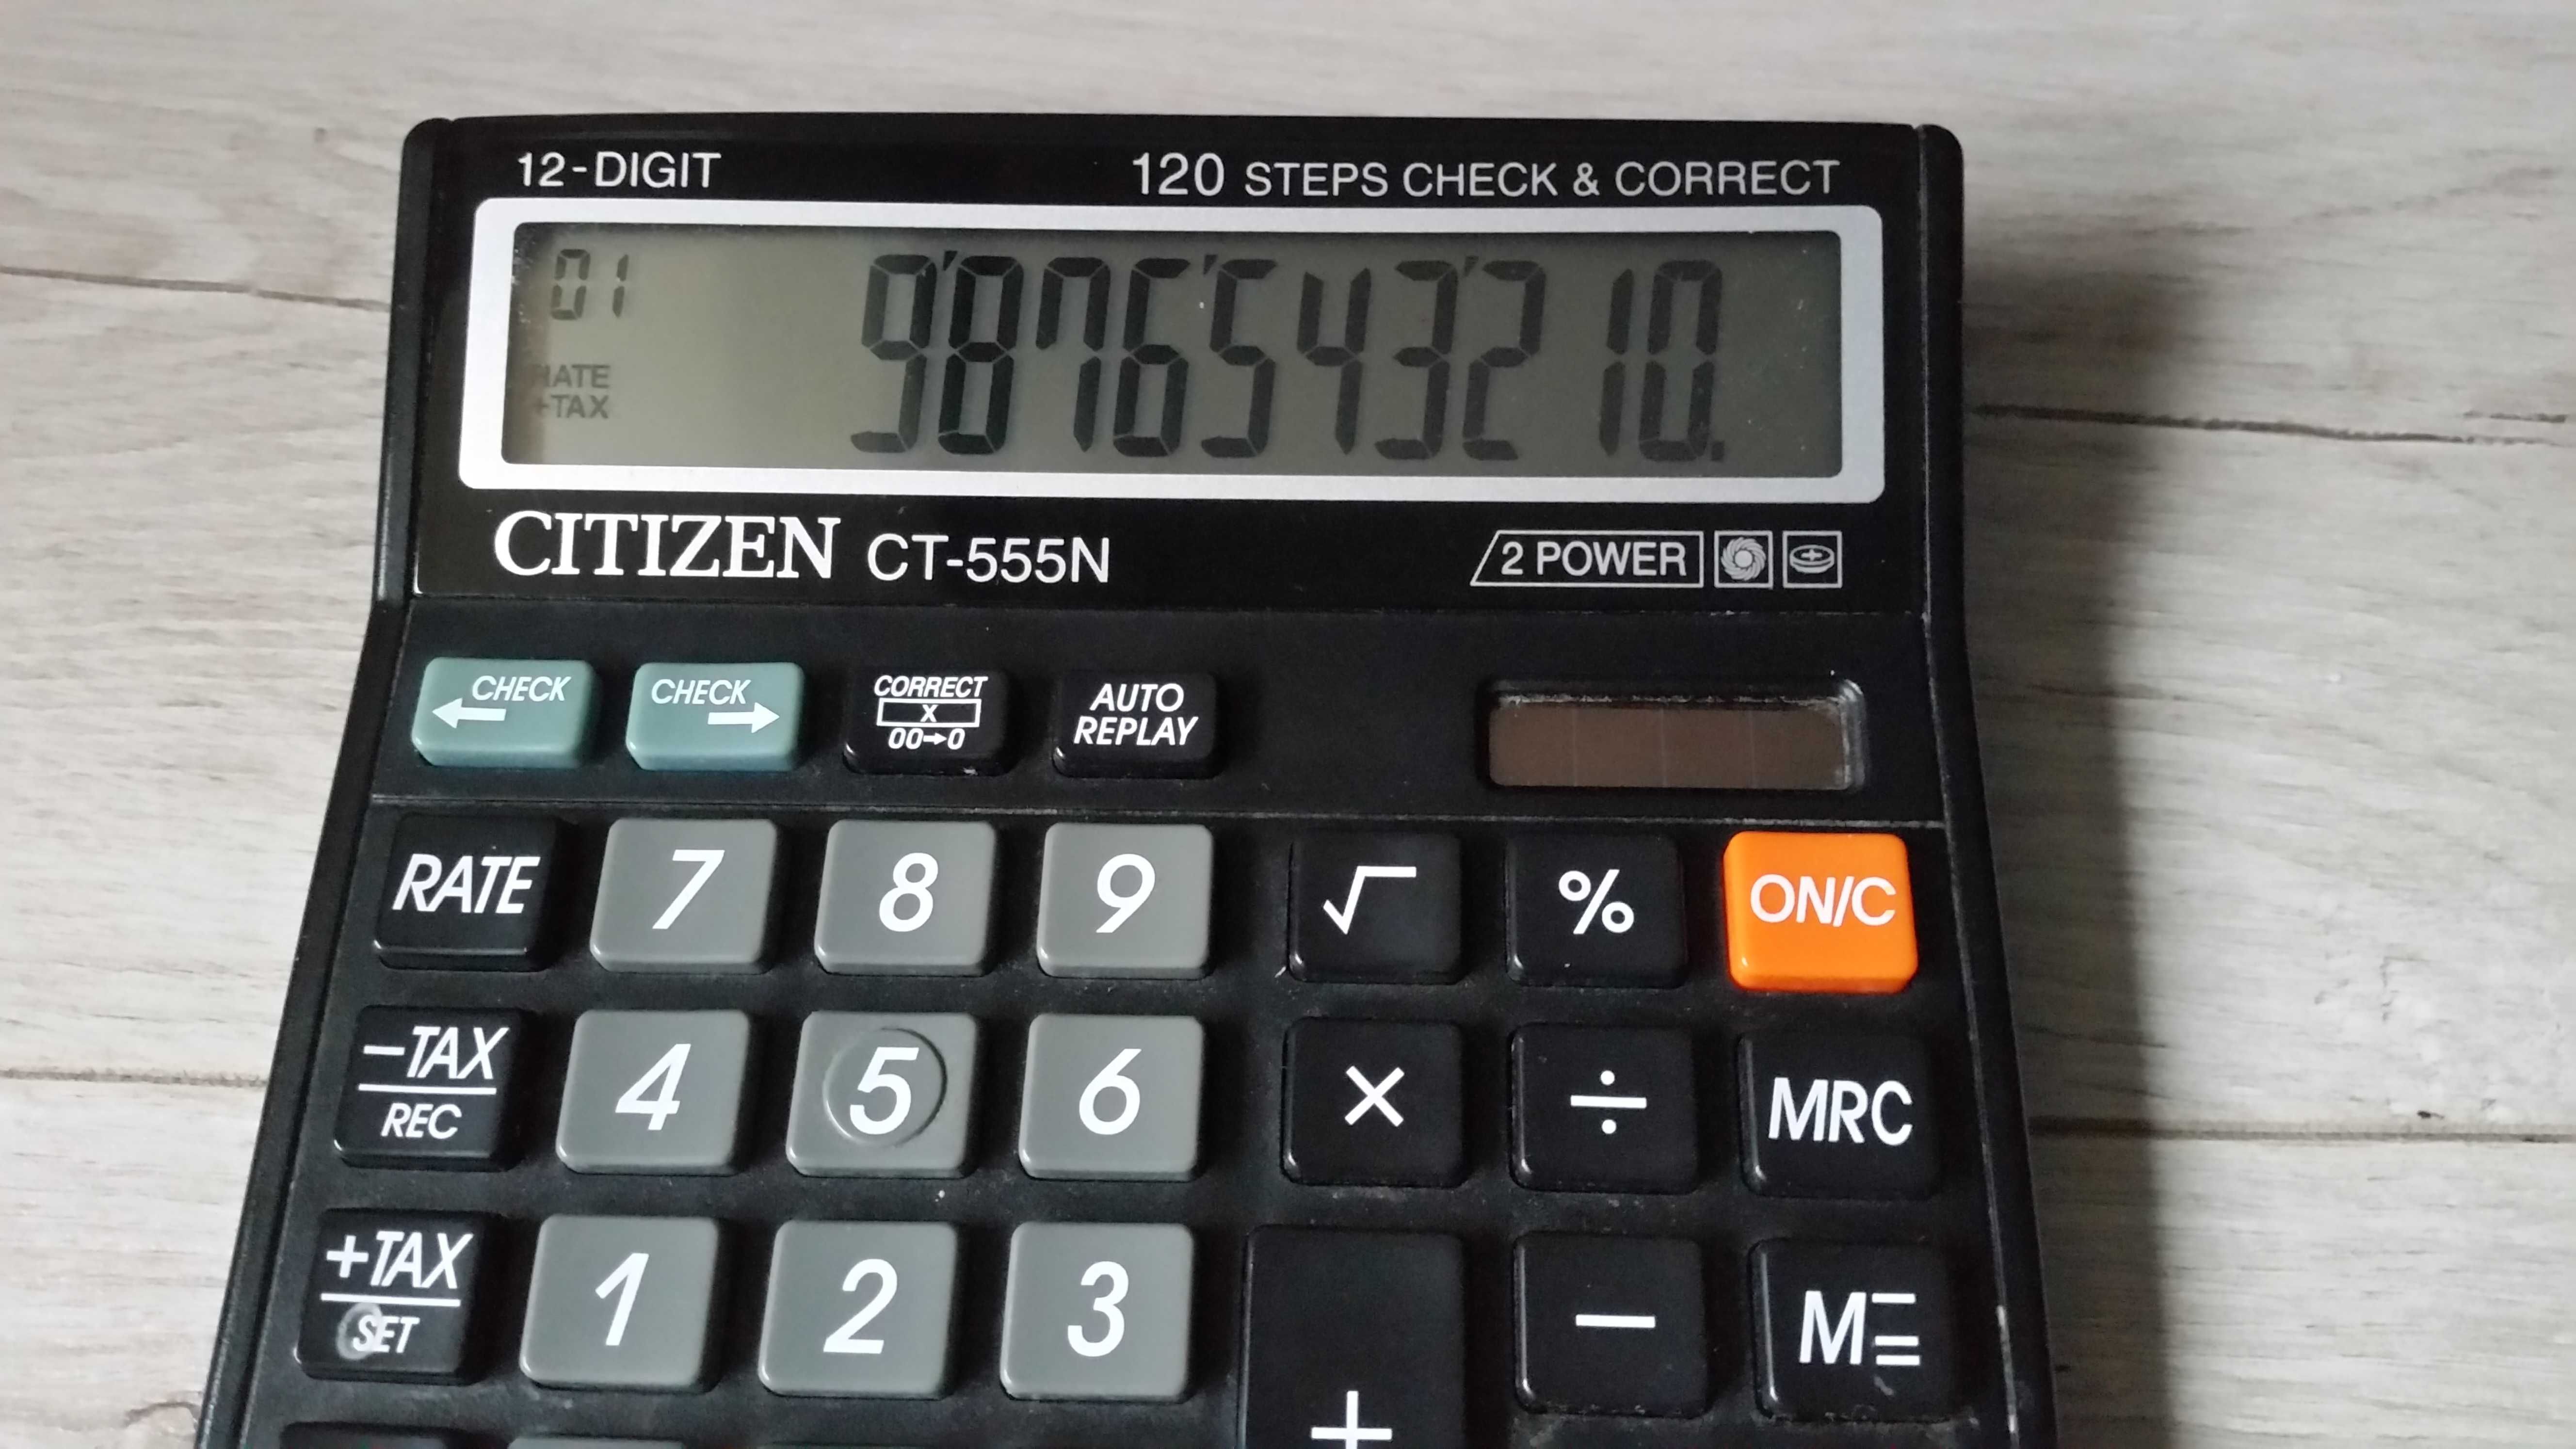 12-DIGIT 120 STEPS CHECK & CORRECT
01 9'876'543'210.
RATE
+TAX
CITIZEN CT-555N 2 POWER
CHECK CHECK CORRECT X 00→0 AUTO REPLAY
RATE 7 8 9 √ % ON/C
-TAX REC 4 5 6 × ÷ MRC
+TAX SET 1 2 3 + − M=